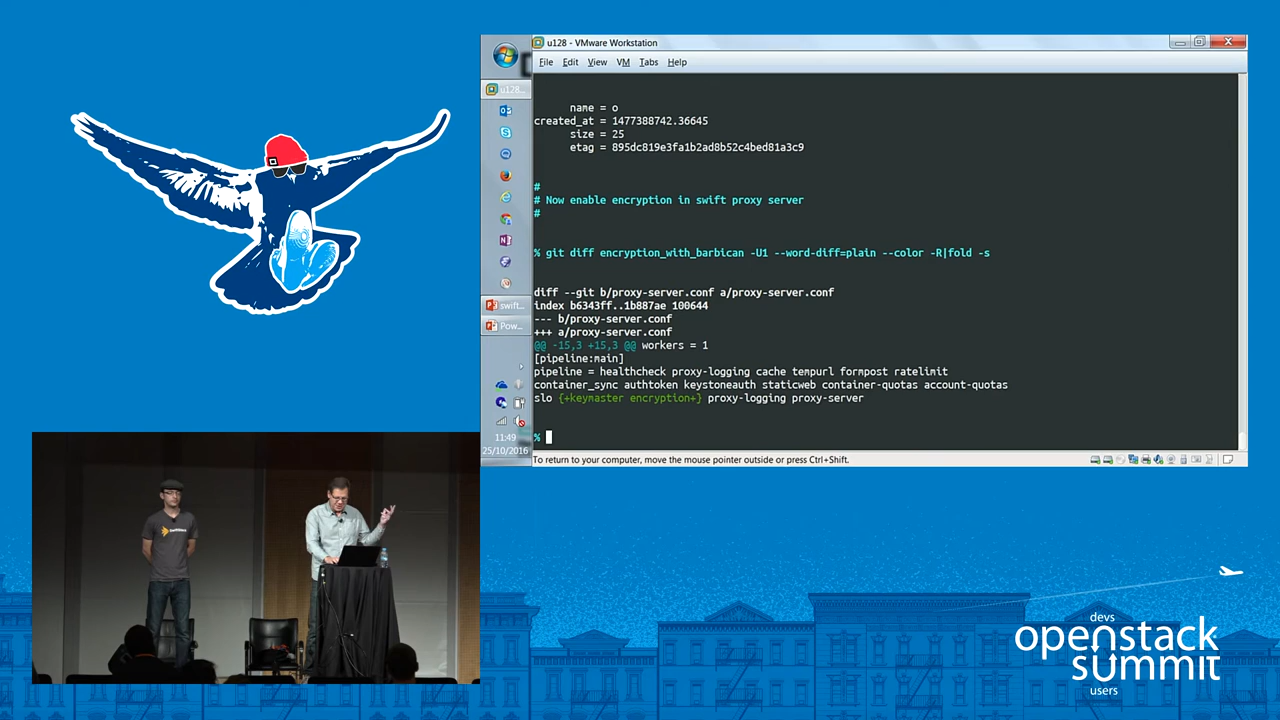 u128 - VMware Workstation
File Edit View VM Tabs Help
u128...
name = o
created_at = 1477388742.36645
size = 25
etag = 895dc819e3fa1b2ad8b52c4bed81a3c9
#
# Now enable encryption in swift proxy server
#
% git diff encryption_with_barbican -U1 --word-diff=plain --color -R|fold -s
diff --git b/proxy-server.conf a/proxy-server.conf
index b6343ff..1b887ae 100644
--- b/proxy-server.conf
+++ a/proxy-server.conf
@@ -15,3 +15,3 @@ workers = 1
[pipeline:main]
pipeline = healthcheck proxy-logging cache tempurl formpost ratelimit
container_sync authtoken keystoneauth staticweb container-quotas account-quotas
slo {+keymaster encryption+} proxy-logging proxy-server
%
swift...
Pow...
11:49
25/10/2016
To return to your computer, move the mouse pointer outside or press Ctrl+Shift.
devs
openstack
summit
users